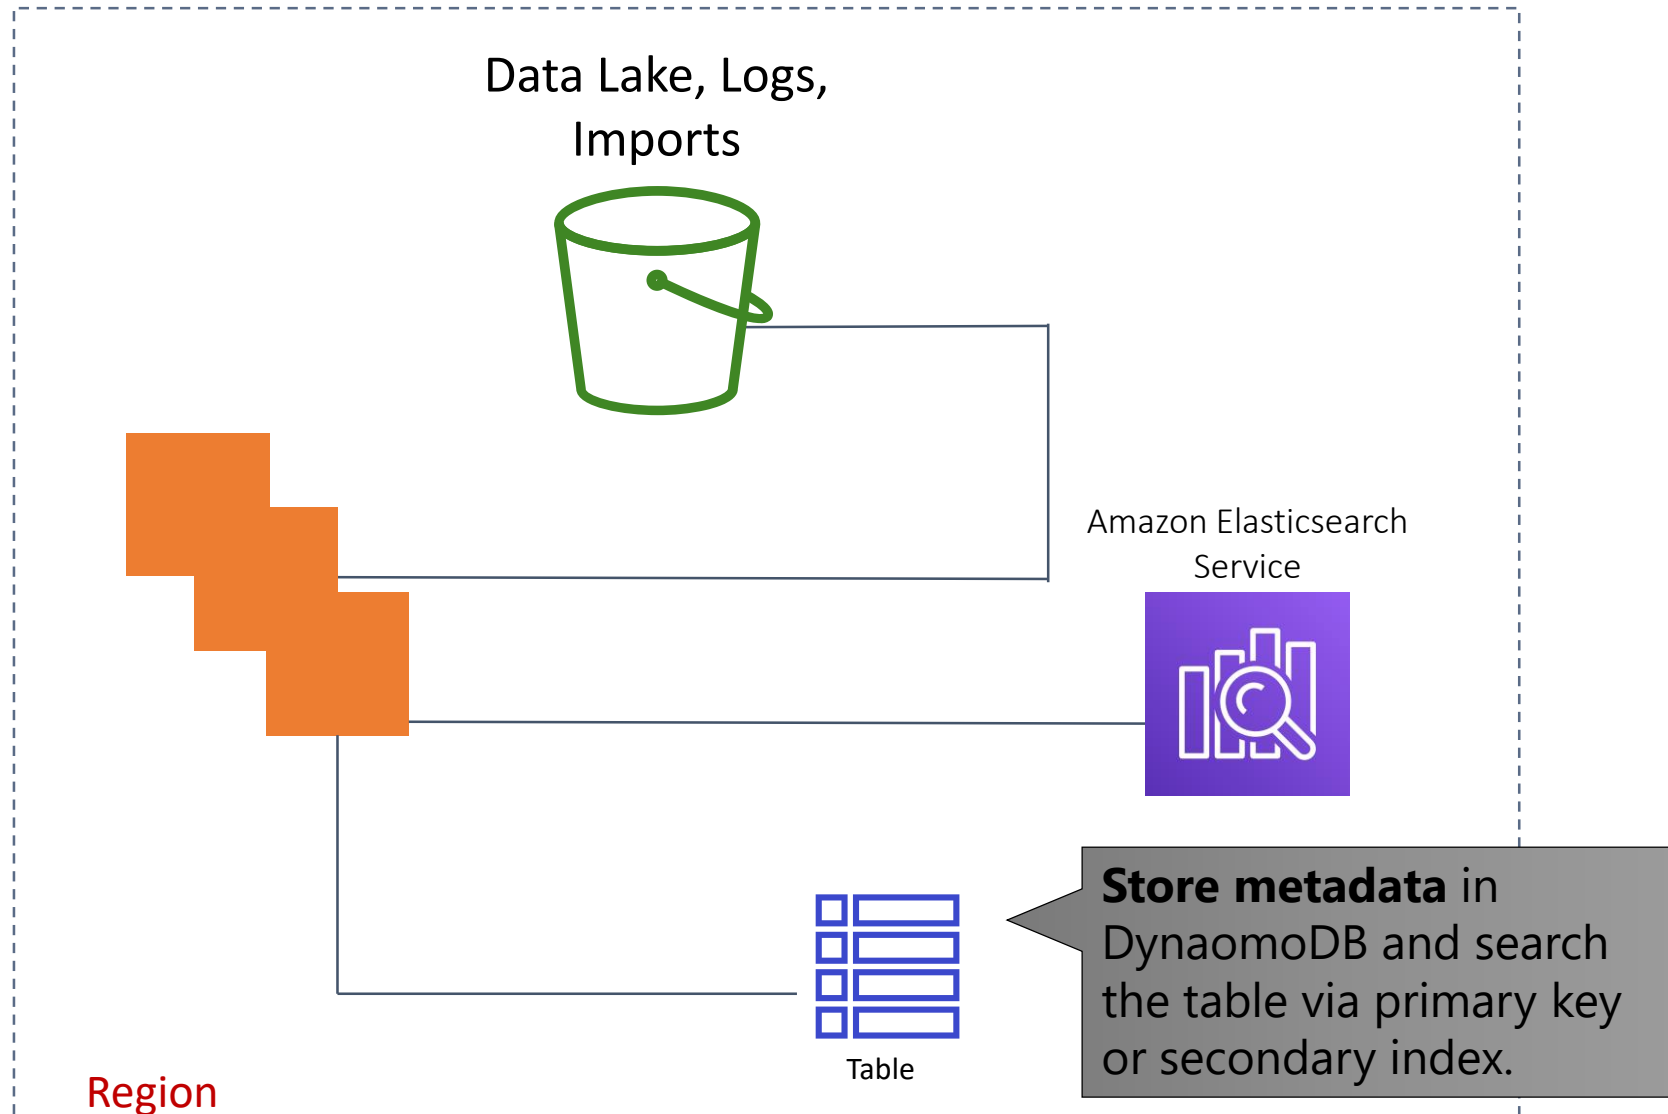 Data Lake, Logs,
Imports
Amazon Elasticsearch
Service
Store metadata in
DynaomoDB and search
the table via primary key
or secondary index.
Table
Region